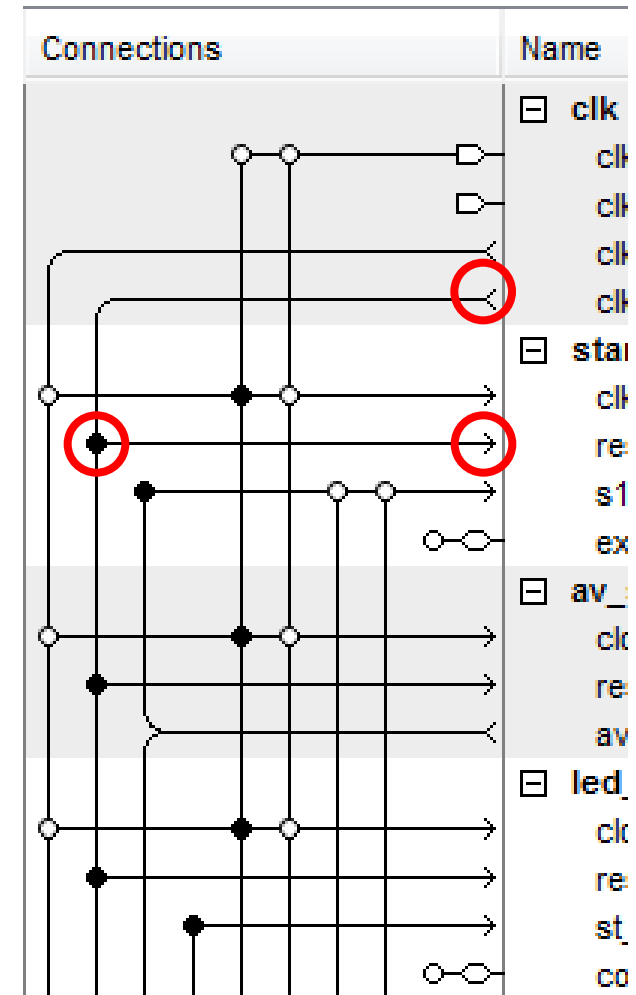 Connections Name
clk
clk
clk
clk
clk
star
clk
res
s1
ex
av_
clo
res
av
led_
clo
res
st_
co